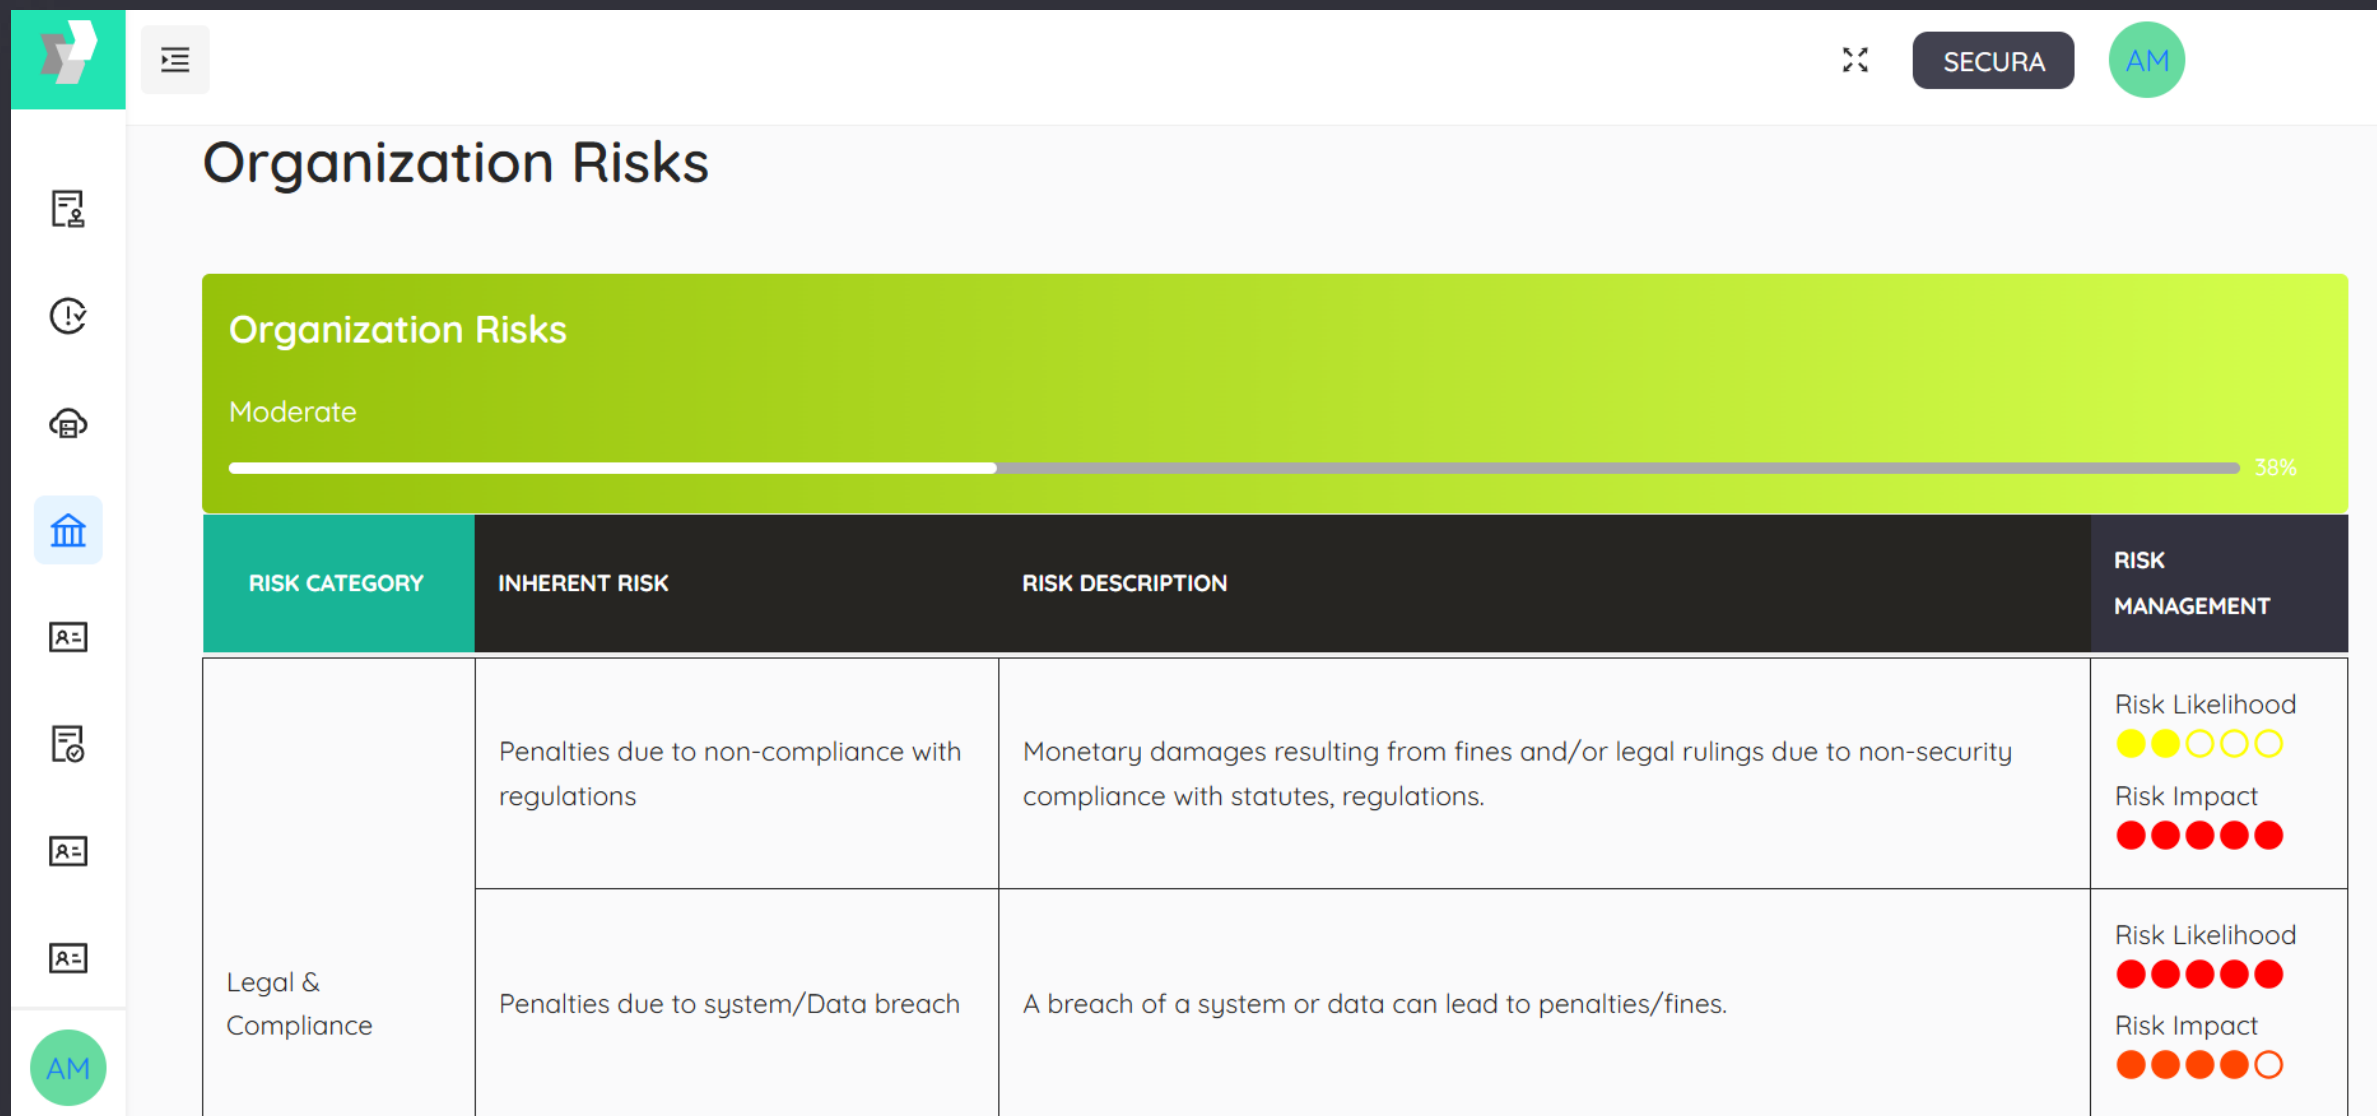 SECURA
AM
Organization Risks
Organization Risks
Moderate
38%
RISK CATEGORY
INHERENT RISK
RISK DESCRIPTION
RISK
MANAGEMENT
Legal &
Compliance
Penalties due to non-compliance with
regulations
Monetary damages resulting from fines and/or legal rulings due to non-security
compliance with statutes, regulations.
Risk Likelihood
Risk Impact
Penalties due to system/Data breach
A breach of a system or data can lead to penalties/fines.
Risk Likelihood
Risk Impact
AM